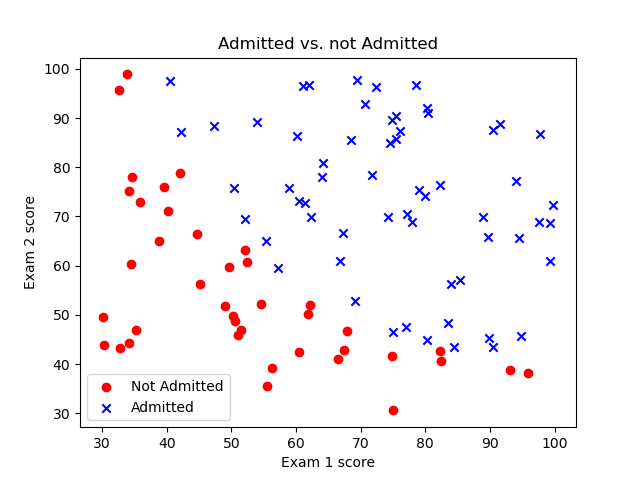 Admitted vs. not Admitted
100
90
80
70
60
50
40
30
Exam 2 score
Not Admitted
Admitted
30 40 50 60 70 80 90 100
Exam 1 score